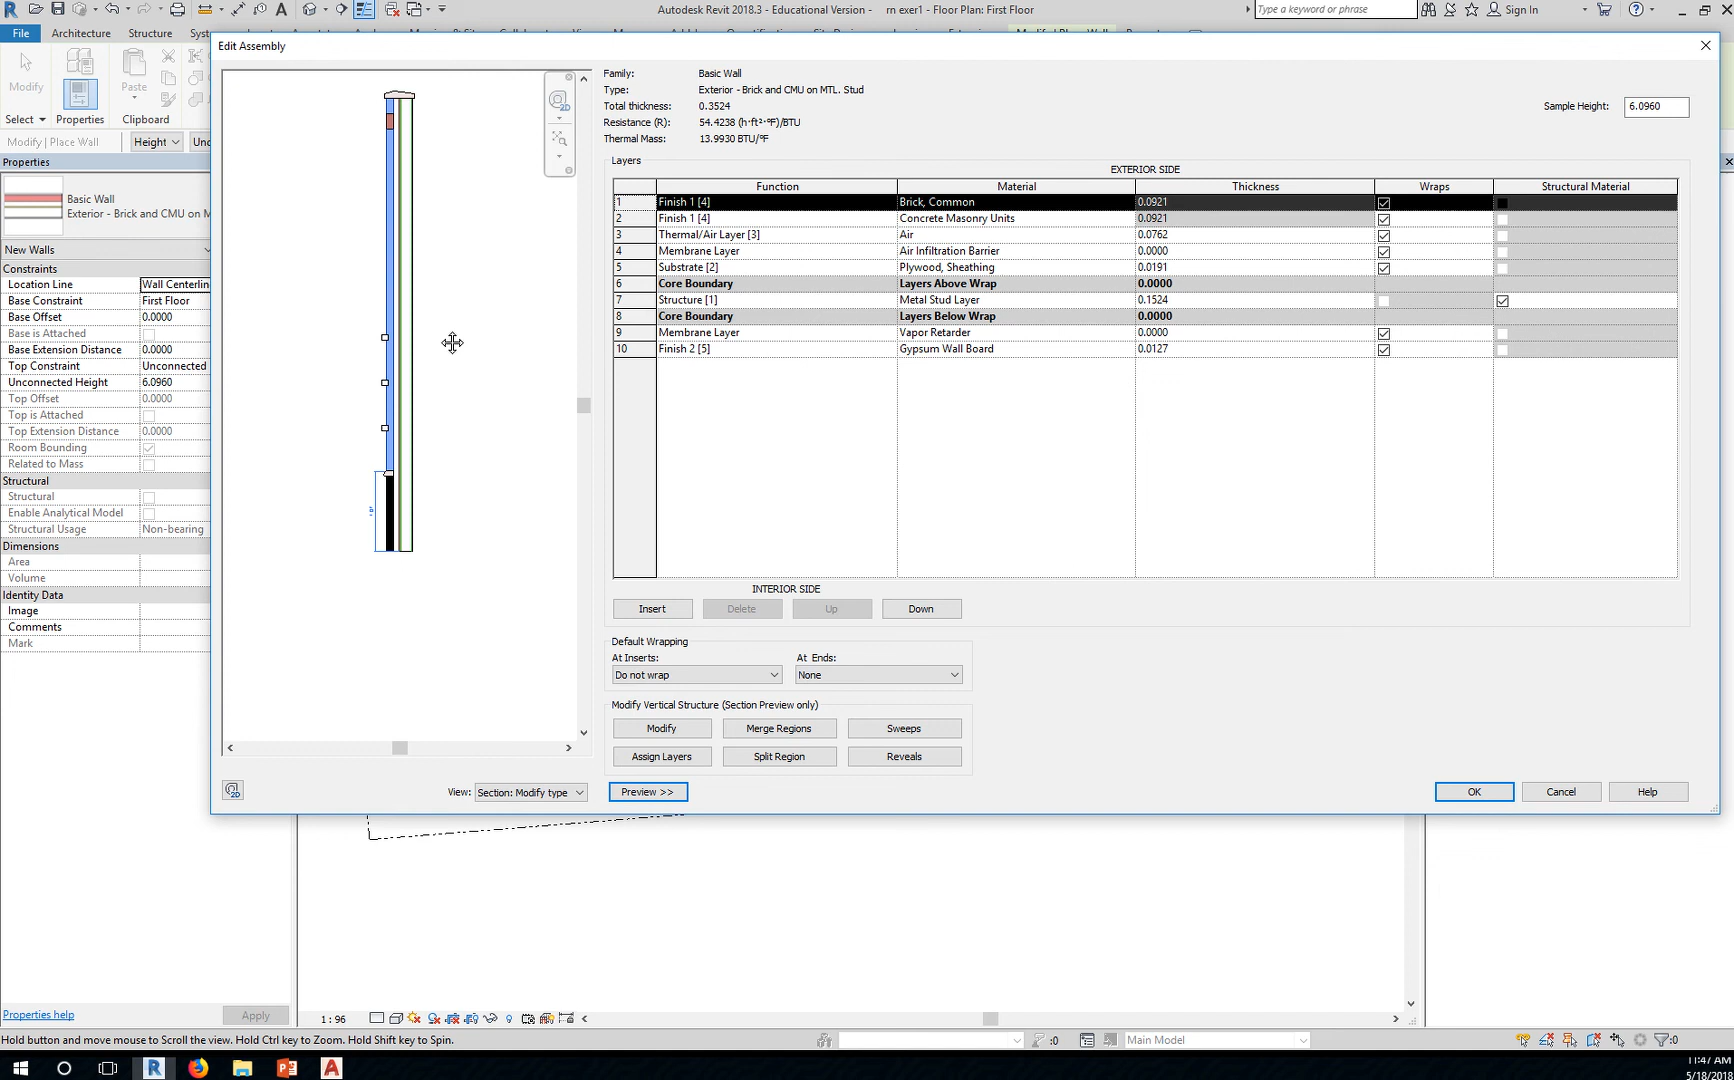 Autodesk Revit 2018.3 - Educational Version - rn exer1 - Floor Plan: First Floor
Type a keyword or phrase
Sign In
File Architecture Structure
Edit Assembly
Modify
Paste
Select Properties Clipboard
Modify | Place Wall Height
Properties
Basic Wall
Exterior - Brick and CMU on M
New Walls
Constraints
Location Line Wall Centerlin
Base Constraint First Floor
Base Offset 0.0000
Base is Attached
Base Extension Distance 0.0000
Top Constraint Unconnected
Unconnected Height 6.0960
Top Offset 0.0000
Top is Attached
Top Extension Distance 0.0000
Room Bounding
Related to Mass
Structural
Structural
Enable Analytical Model
Structural Usage Non-bearing
Dimensions
Area
Volume
Identity Data
Image
Comments
Mark
Properties help Apply
Family: Basic Wall
Type: Exterior - Brick and CMU on MTL. Stud
Total thickness: 0.3524
Resistance (R): 54.4238 (h·ft²·°F)/BTU
Thermal Mass: 13.9930 BTU/°F
Sample Height: 6.0960
Layers
EXTERIOR SIDE
Function Material Thickness Wraps Structural Material
1 Finish 1 [4] Brick, Common 0.0921
2 Finish 1 [4] Concrete Masonry Units 0.0921
3 Thermal/Air Layer [3] Air 0.0762
4 Membrane Layer Air Infiltration Barrier 0.0000
5 Substrate [2] Plywood, Sheathing 0.0191
6 Core Boundary Layers Above Wrap 0.0000
7 Structure [1] Metal Stud Layer 0.1524
8 Core Boundary Layers Below Wrap 0.0000
9 Membrane Layer Vapor Retarder 0.0000
10 Finish 2 [5] Gypsum Wall Board 0.0127
INTERIOR SIDE
Insert Delete Up Down
Default Wrapping
At Inserts: At Ends:
Do not wrap None
Modify Vertical Structure (Section Preview only)
Modify Merge Regions Sweeps
Assign Layers Split Region Reveals
View: Section: Modify type Preview >> OK Cancel Help
1 : 96
Hold button and move mouse to Scroll the view. Hold Ctrl key to Zoom. Hold Shift key to Spin.
:0 Main Model :0
11:47 AM
5/18/2018